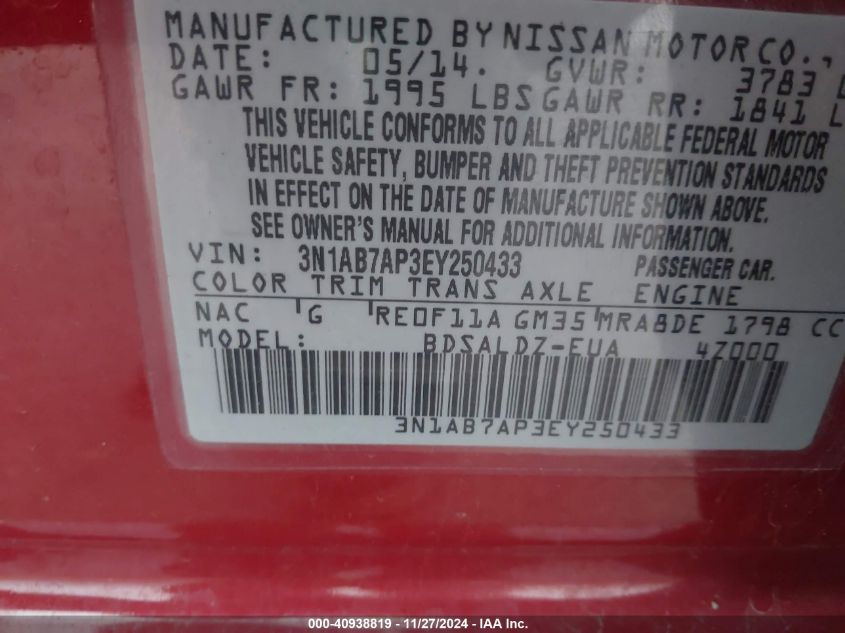 MANUFACTURED BY NISSAN MOTOR CO.,
DATE: 05/14. GVWR: 3783 L
GAWR FR: 1995 LBS GAWR RR: 1841 L
THIS VEHICLE CONFORMS TO ALL APPLICABLE FEDERAL MOTOR
VEHICLE SAFETY, BUMPER AND THEFT PREVENTION STANDARDS
IN EFFECT ON THE DATE OF MANUFACTURE SHOWN ABOVE.
SEE OWNER'S MANUAL FOR ADDITIONAL INFORMATION.
VIN: 3N1AB7AP3EY250433 PASSENGER CAR.
COLOR TRIM TRANS AXLE ENGINE
NAC G RE0F11A GM35 MRA8DE 1798 CC
MODEL: BDSALDZ-EUA 4Z000
3N1AB7AP3EY250433
000-40938819 - 11/27/2024 - IAA Inc.